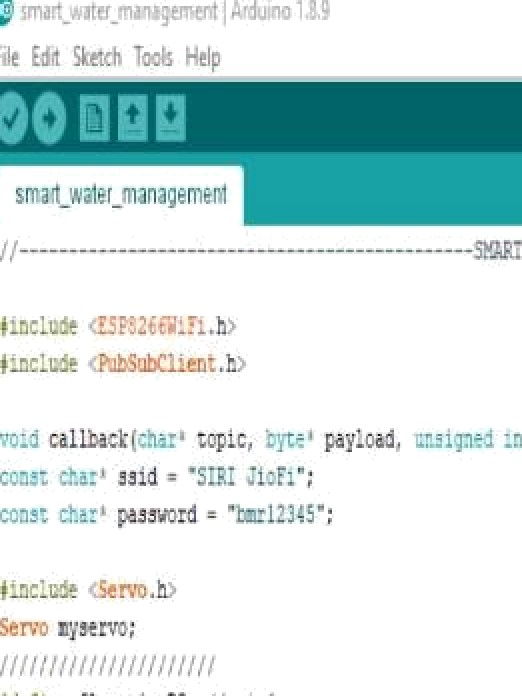 smart_water_management | Arduino 1.8.9
File Edit Sketch Tools Help
smart_water_management
//----------------------------------------------SMART
#include <ESP8266WiFi.h>
#include <PubSubClient.h>
void callback(char* topic, byte* payload, unsigned in
const char* ssid = "SIRI JioFi";
const char* password = "bmr12345";
#include <Servo.h>
Servo myservo;
//////////////////////